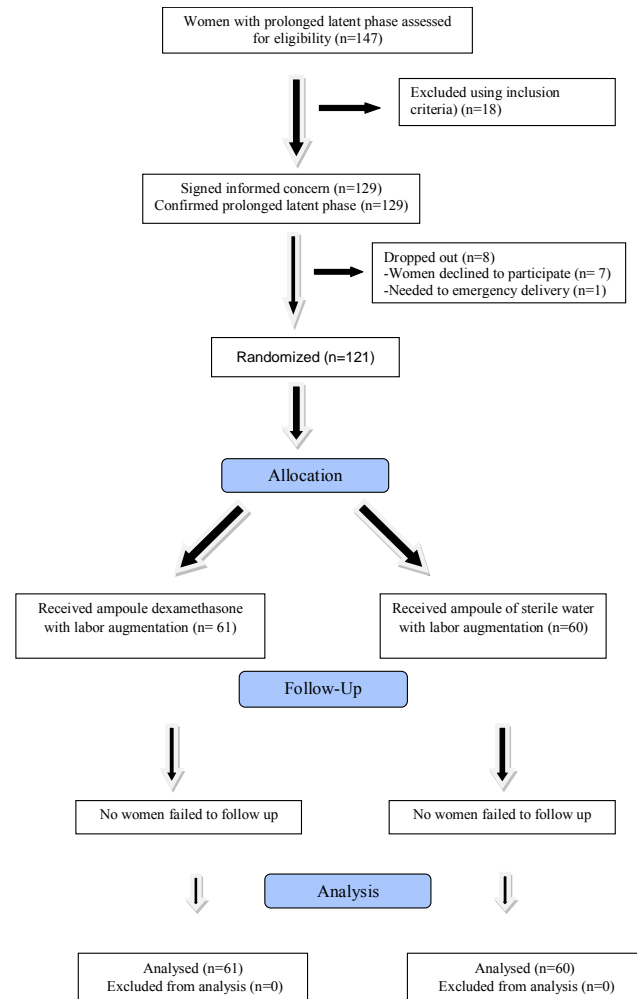 Women with prolonged latent phase assessed
for eligibility (n=147)
Excluded using inclusion
criteria) (n=18)
Signed informed concern (n=129)
Confirmed prolonged latent phase (n=129)
Dropped out (n=8)
-Women declined to participate (n= 7)
-Needed to emergency delivery (n=1)
Randomized (n=121)
Allocation
Received ampoule dexamethasone
with labor augmentation (n= 61)
Received ampoule of sterile water
with labor augmentation (n=60)
Follow-Up
No women failed to follow up
No women failed to follow up
Analysis
Analysed (n=61)
Excluded from analysis (n=0)
Analysed (n=60)
Excluded from analysis (n=0)